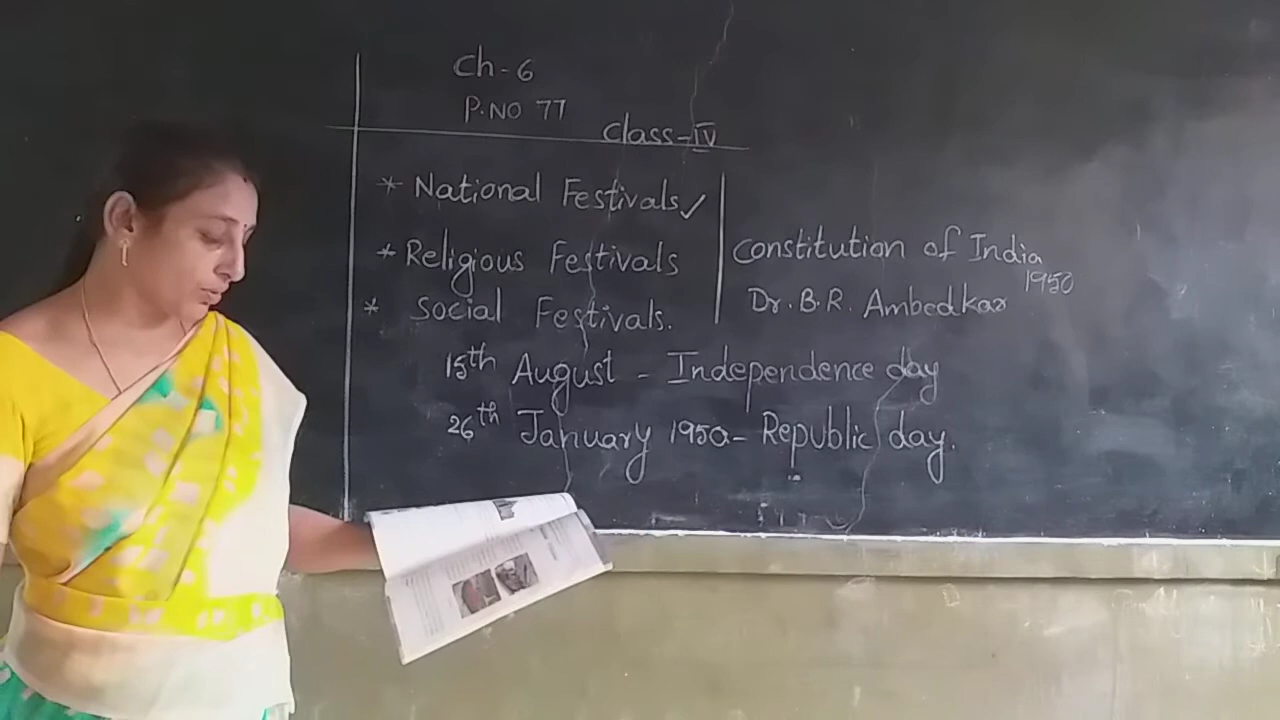 Ch-6
P.NO 77
Class-IV
* National Festivals ✓
* Religious Festivals
* Social Festivals.
Constitution of India
1950
Dr. B. R. Ambedkar
15th August - Independence day
26th January 1950- Republic day.